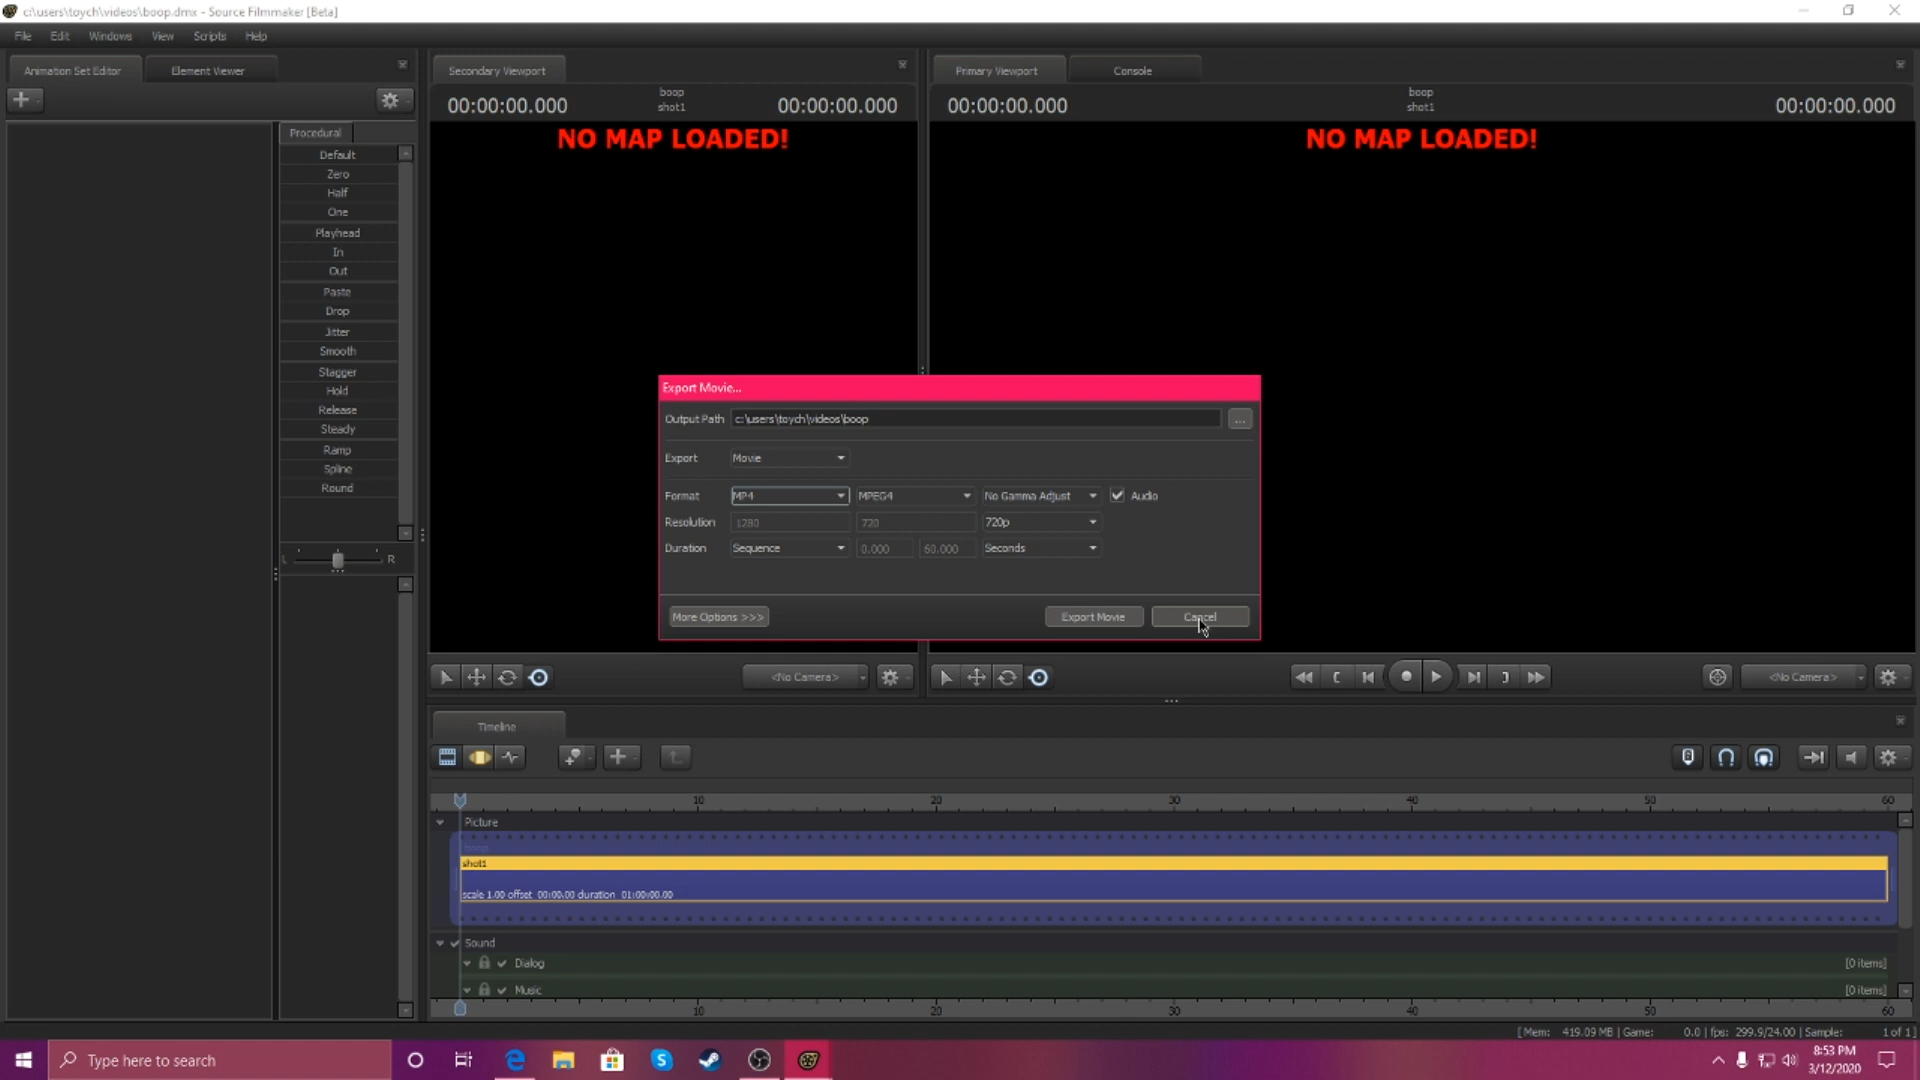 c:\users\toych\videos\boop.dmx - Source Filmmaker [Beta]
File Edit Windows View Scripts Help
Animation Set Editor Element Viewer
Secondary Viewport
Primary Viewport Console
00:00:00.000 boop 00:00:00.000
shot1
00:00:00.000 boop 00:00:00.000
shot1
NO MAP LOADED!
NO MAP LOADED!
Procedural
Default
Zero
Half
One
Playhead
In
Out
Paste
Drop
Jitter
Smooth
Stagger
Hold
Release
Steady
Ramp
Spline
Round
L R
Export Movie...
Output Path c:\users\toych\videos\boop ...
Export Movie
Format MP4 MPEG4 No Gamma Adjust Audio
Resolution 1280 720 720p
Duration Sequence 0.000 60.000 Seconds
More Options >>> Export Movie Cancel
<No Camera>
<No Camera>
Timeline
10 20 30 40 50 60
Picture
boop
shot1
scale 1.00 offset 00:00:00 duration 01:00:00.00
Sound
Dialog [0 items]
Music [0 items]
10 20 30 40 50 60
[ Mem: 419.09 MB | Game: 0.0 | fps: 299.9/24.00 | Sample: 1 of 1 ]
Type here to search
8:53 PM
3/12/2020